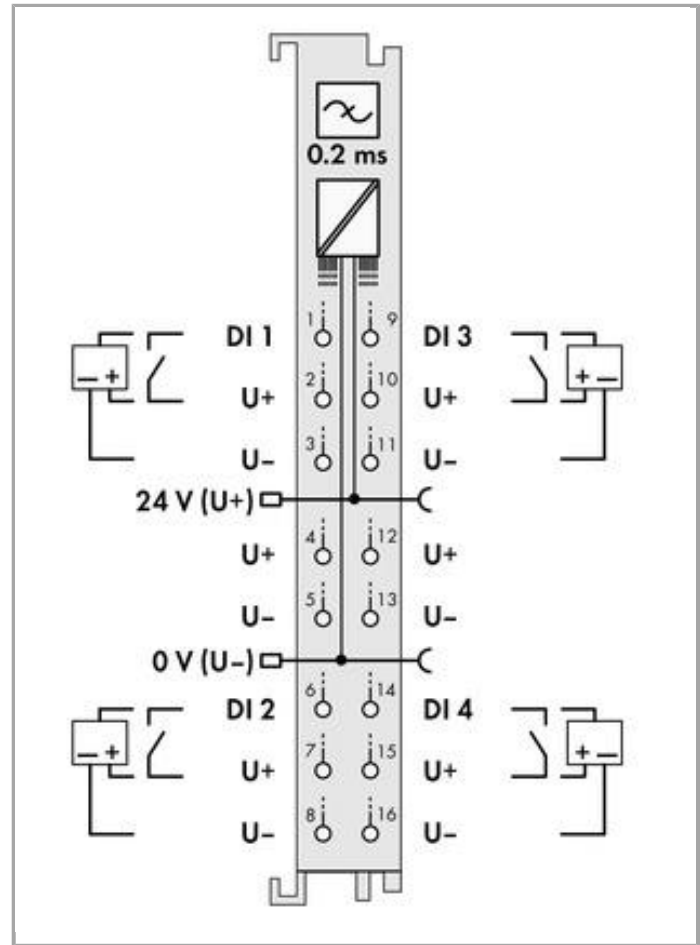 0.2 ms
1 9
DI 1 DI 3
− + + −
2 10
U+ U+
3 11
U− U−
24 V (U+)
4 12
U+ U+
5 13
U− U−
0 V (U−)
6 14
DI 2 DI 4
− + + −
7 15
U+ U+
8 16
U− U−